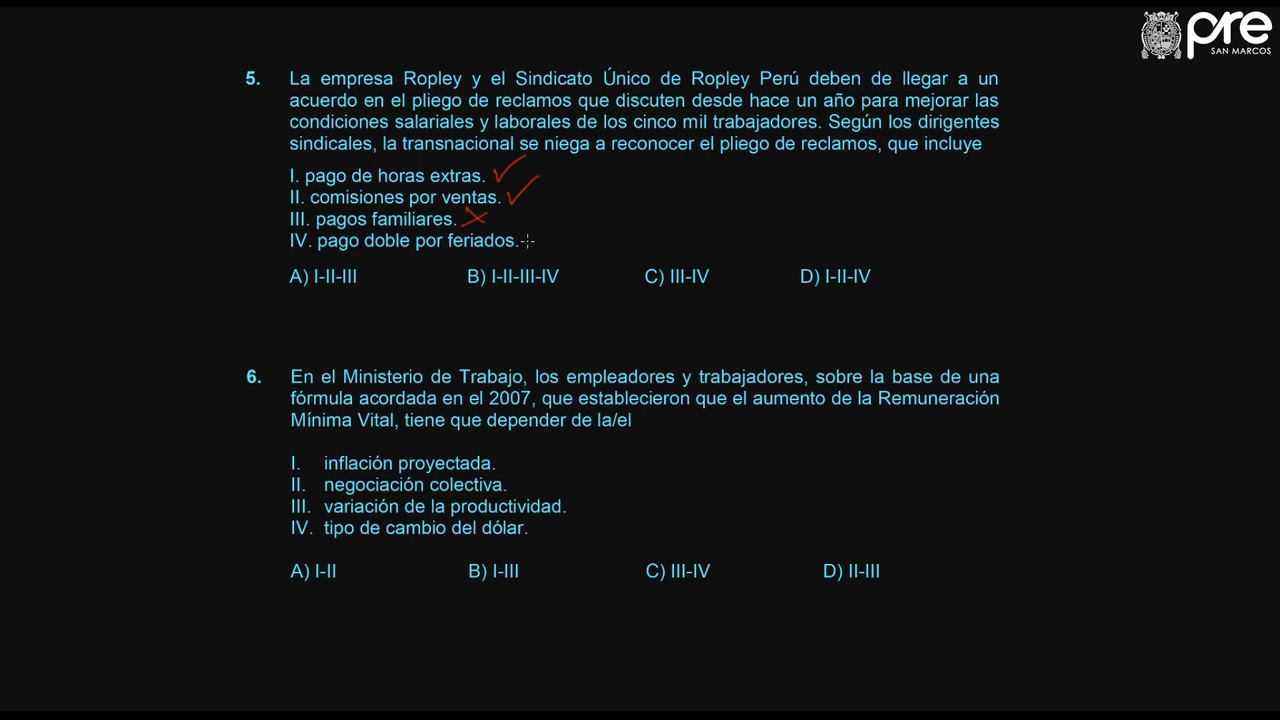 pre
SAN MARCOS
5. La empresa Ropley y el Sindicato Único de Ropley Perú deben de llegar a un
acuerdo en el pliego de reclamos que discuten desde hace un año para mejorar las
condiciones salariales y laborales de los cinco mil trabajadores. Según los dirigentes
sindicales, la transnacional se niega a reconocer el pliego de reclamos, que incluye
I. pago de horas extras.
II. comisiones por ventas.
III. pagos familiares.
IV. pago doble por feriados.
A) I-II-III B) I-II-III-IV C) III-IV D) I-II-IV
6. En el Ministerio de Trabajo, los empleadores y trabajadores, sobre la base de una
fórmula acordada en el 2007, que establecieron que el aumento de la Remuneración
Mínima Vital, tiene que depender de la/el
I. inflación proyectada.
II. negociación colectiva.
III. variación de la productividad.
IV. tipo de cambio del dólar.
A) I-II B) I-III C) III-IV D) II-III